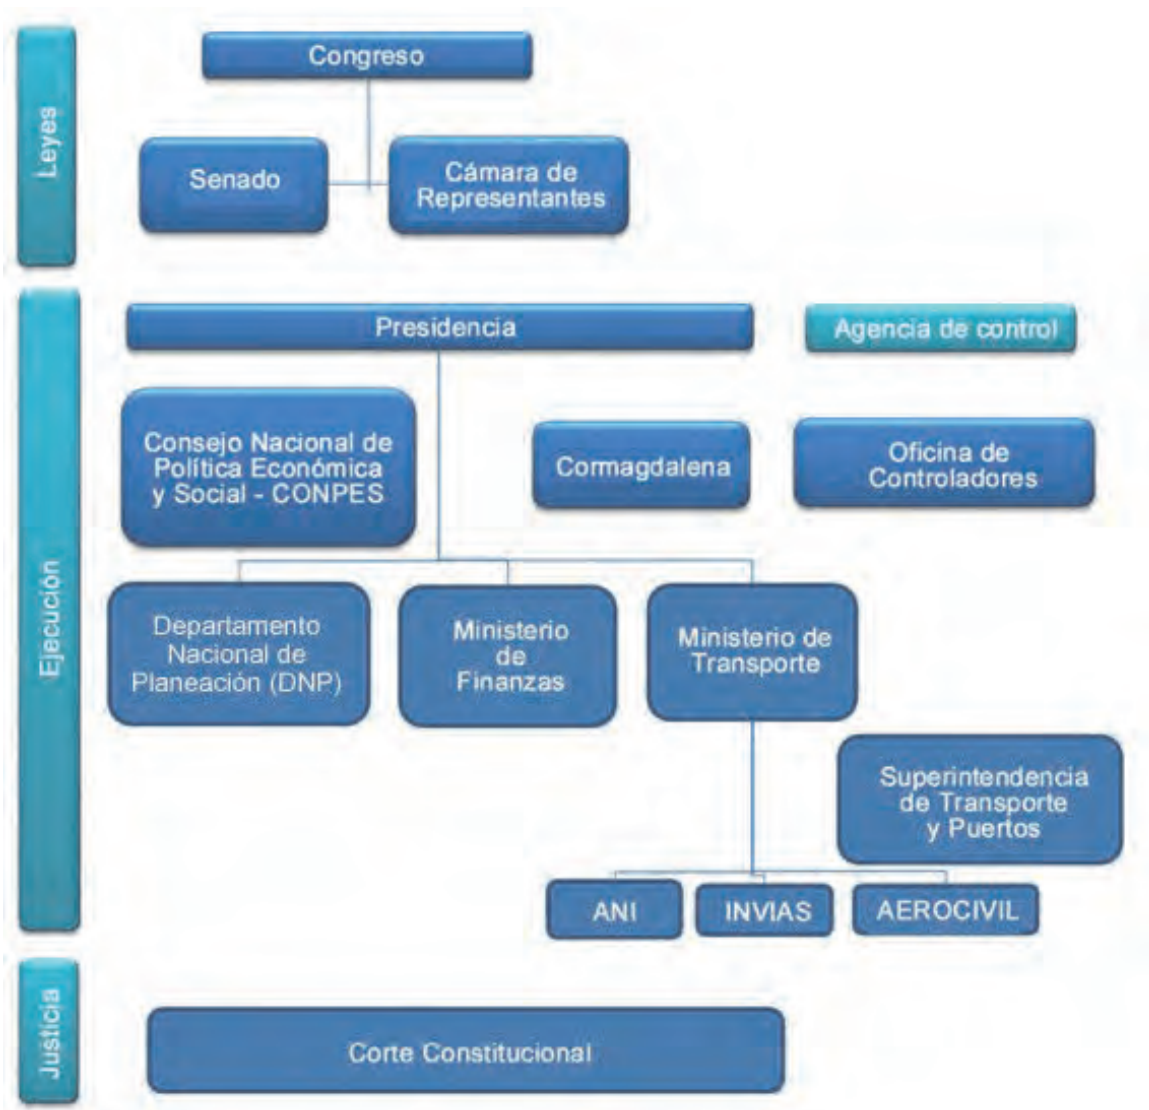 Leyes
Congreso
Senado
Cámara de
Representantes
Ejecución
Presidencia
Agencia de control
Consejo Nacional de
Política Económica
y Social - CONPES
Cormagdalena
Oficina de
Controladores
Departamento
Nacional de
Planeación (DNP)
Ministerio
de
Finanzas
Ministerio de
Transporte
Superintendencia
de Transporte
y Puertos
ANI
INVIAS
AEROCIVIL
Justicia
Corte Constitucional